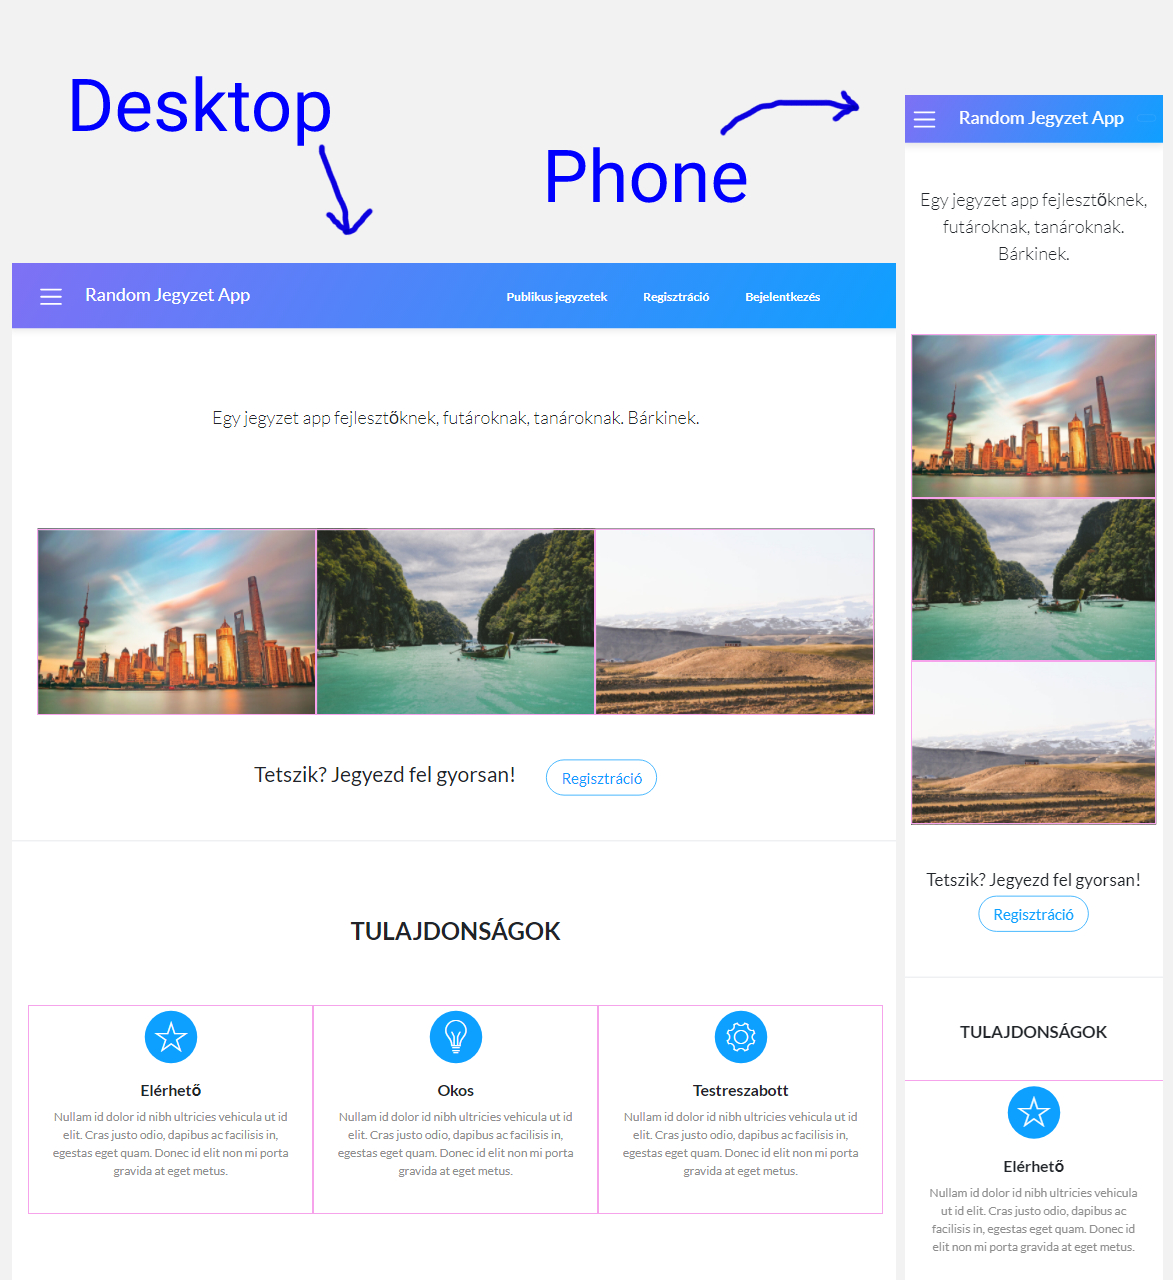 Desktop
Phone
Random Jegyzet App
Publikus jegyzetek
Regisztráció
Bejelentkezés
Egy jegyzet app fejlesztőknek, futároknak, tanároknak. Bárkinek.
Tetszik? Jegyezd fel gyorsan!
Regisztráció
TULAJDONSÁGOK
Elérhető
Nullam id dolor id nibh ultricies vehicula ut id
elit. Cras justo odio, dapibus ac facilisis in,
egestas eget quam. Donec id elit non mi porta
gravida at eget metus.
Okos
Nullam id dolor id nibh ultricies vehicula ut id
elit. Cras justo odio, dapibus ac facilisis in,
egestas eget quam. Donec id elit non mi porta
gravida at eget metus.
Testreszabott
Nullam id dolor id nibh ultricies vehicula ut id
elit. Cras justo odio, dapibus ac facilisis in,
egestas eget quam. Donec id elit non mi porta
gravida at eget metus.
Random Jegyzet App
Egy jegyzet app fejlesztőknek,
futároknak, tanároknak.
Bárkinek.
Tetszik? Jegyezd fel gyorsan!
Regisztráció
TULAJDONSÁGOK
Elérhető
Nullam id dolor id nibh ultricies vehicula
ut id elit. Cras justo odio, dapibus ac
facilisis in, egestas eget quam. Donec id
elit non mi porta gravida at eget metus.